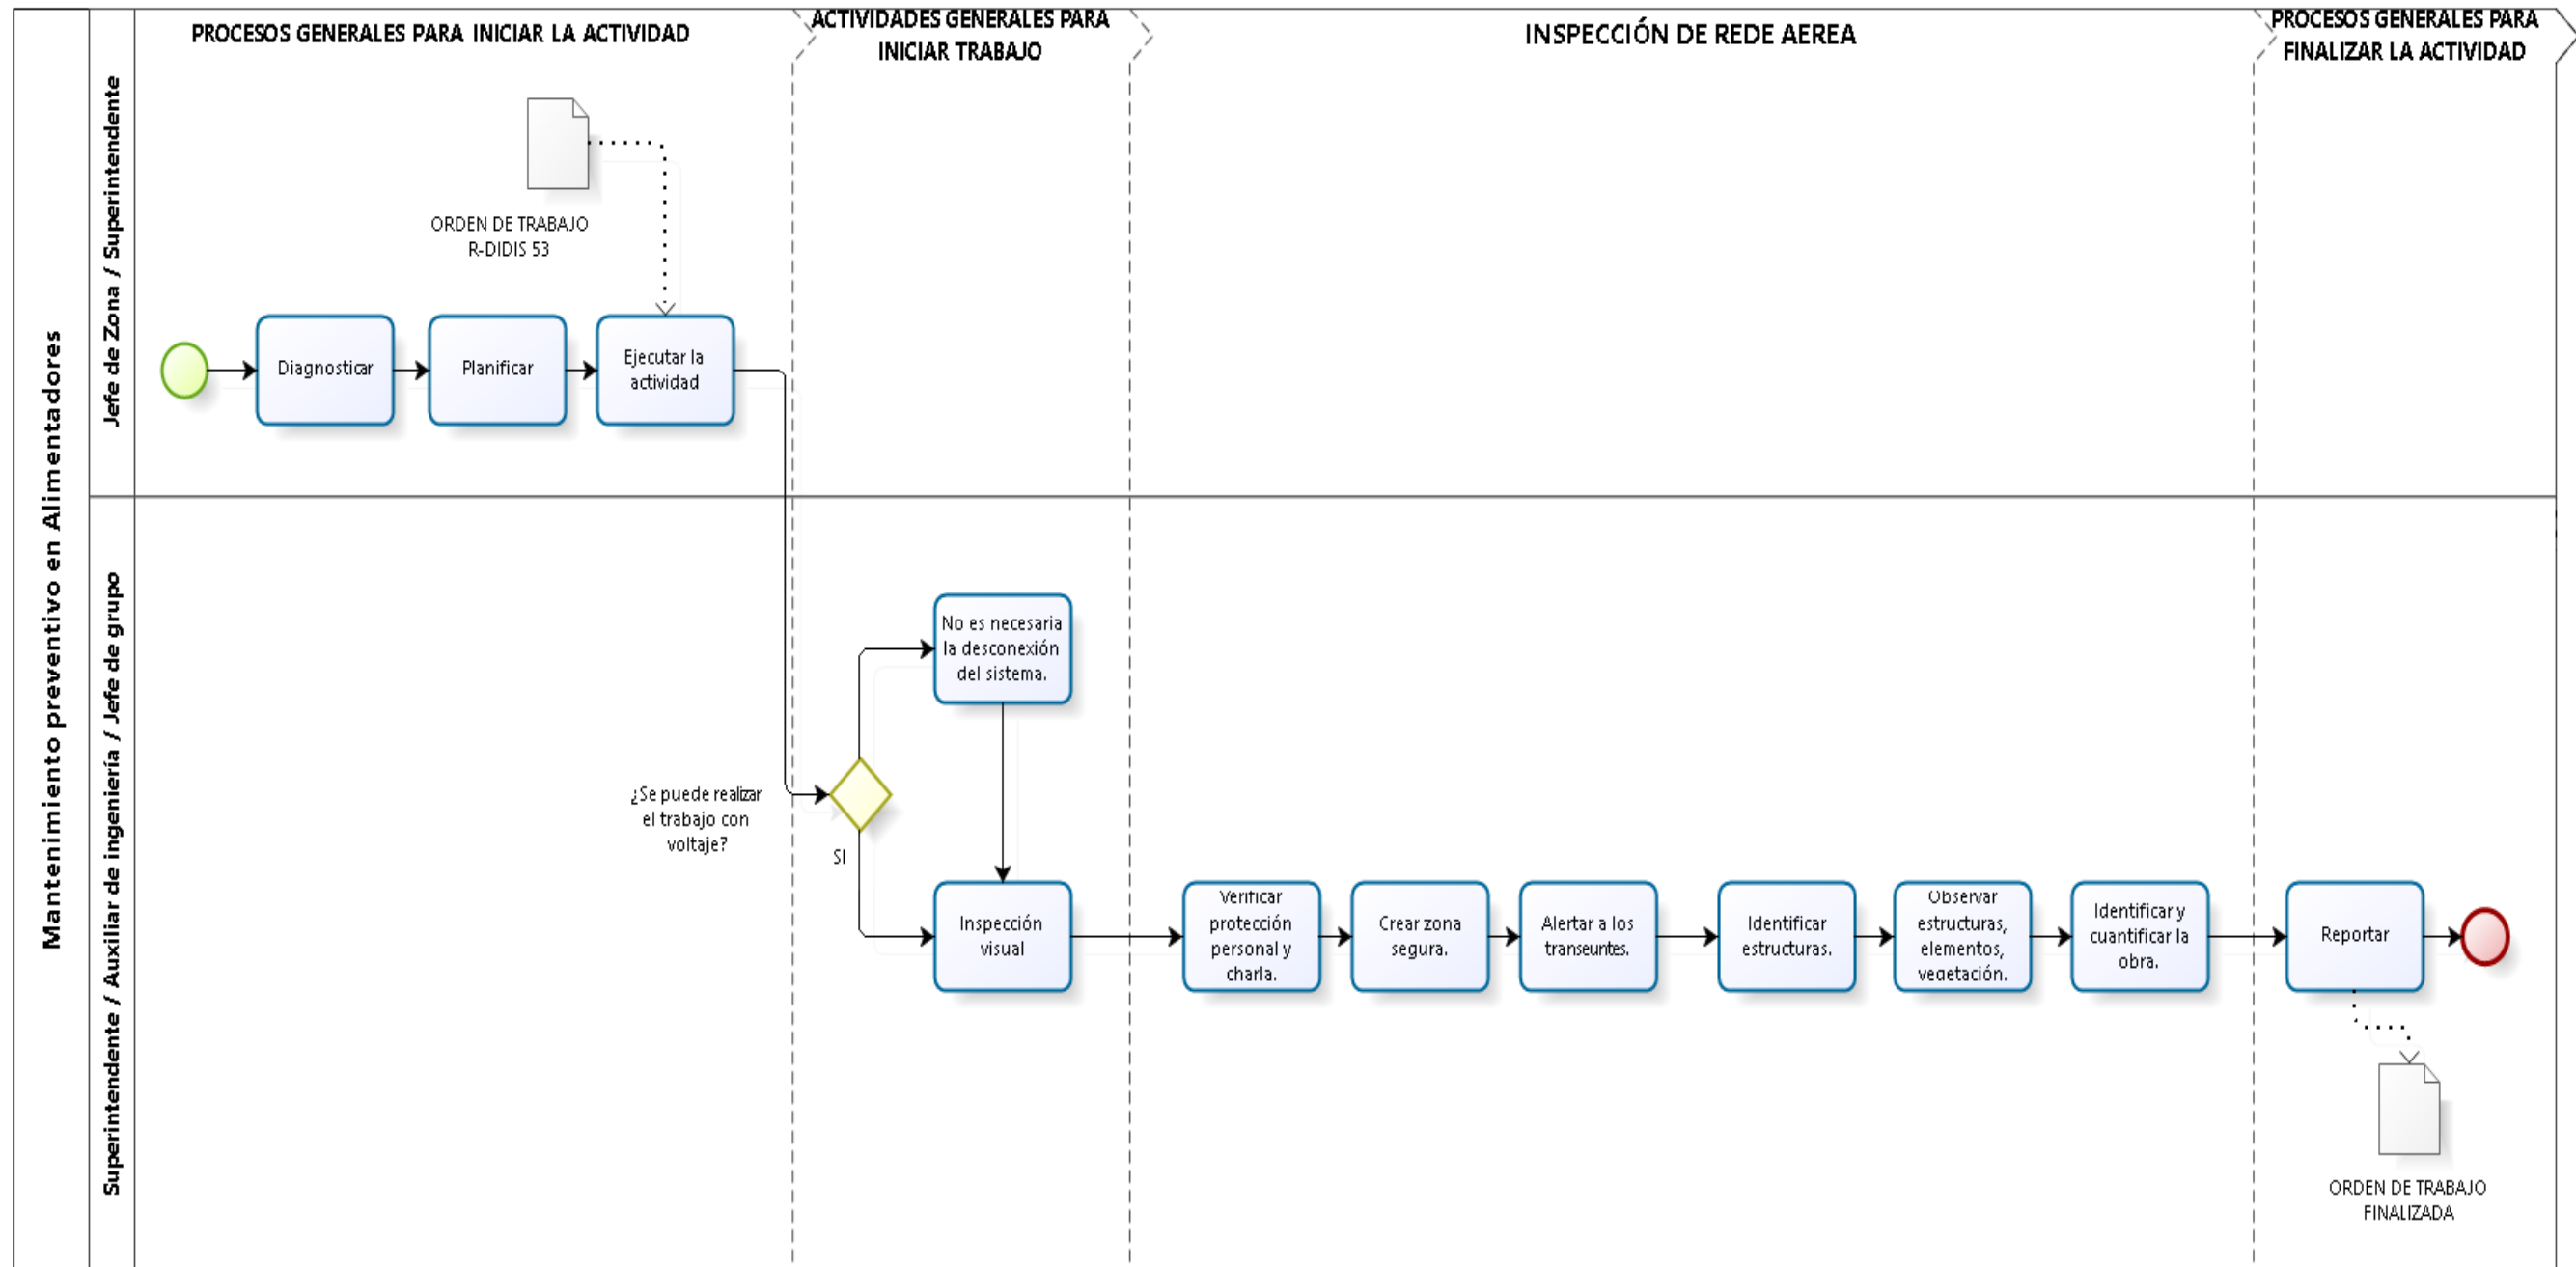 PROCESOS GENERALES PARA INICIAR LA ACTIVIDAD
ACTIVIDADES GENERALES PARA
INICIAR TRABAJO
INSPECCIÓN DE REDE AEREA
PROCESOS GENERALES PARA
FINALIZAR LA ACTIVIDAD
Mantenimiento preventivo en Alimentadores
Jefe de Zona / Superintendente
ORDEN DE TRABAJO
R-DIDIS 53
Diagnosticar
Planificar
Ejecutar la
actividad
Superintendente / Auxiliar de ingeniería / Jefe de grupo
¿Se puede realizar
el trabajo con
voltaje?
SI
No es necesaria
la desconexión
del sistema.
Inspección
visual
Verificar
protección
personal y
charla.
Crear zona
segura.
Alertar a los
transeuntes.
Identificar
estructuras.
Observar
estructuras,
elementos,
vegetación.
Identificar y
cuantificar la
obra.
Reportar
ORDEN DE TRABAJO
FINALIZADA